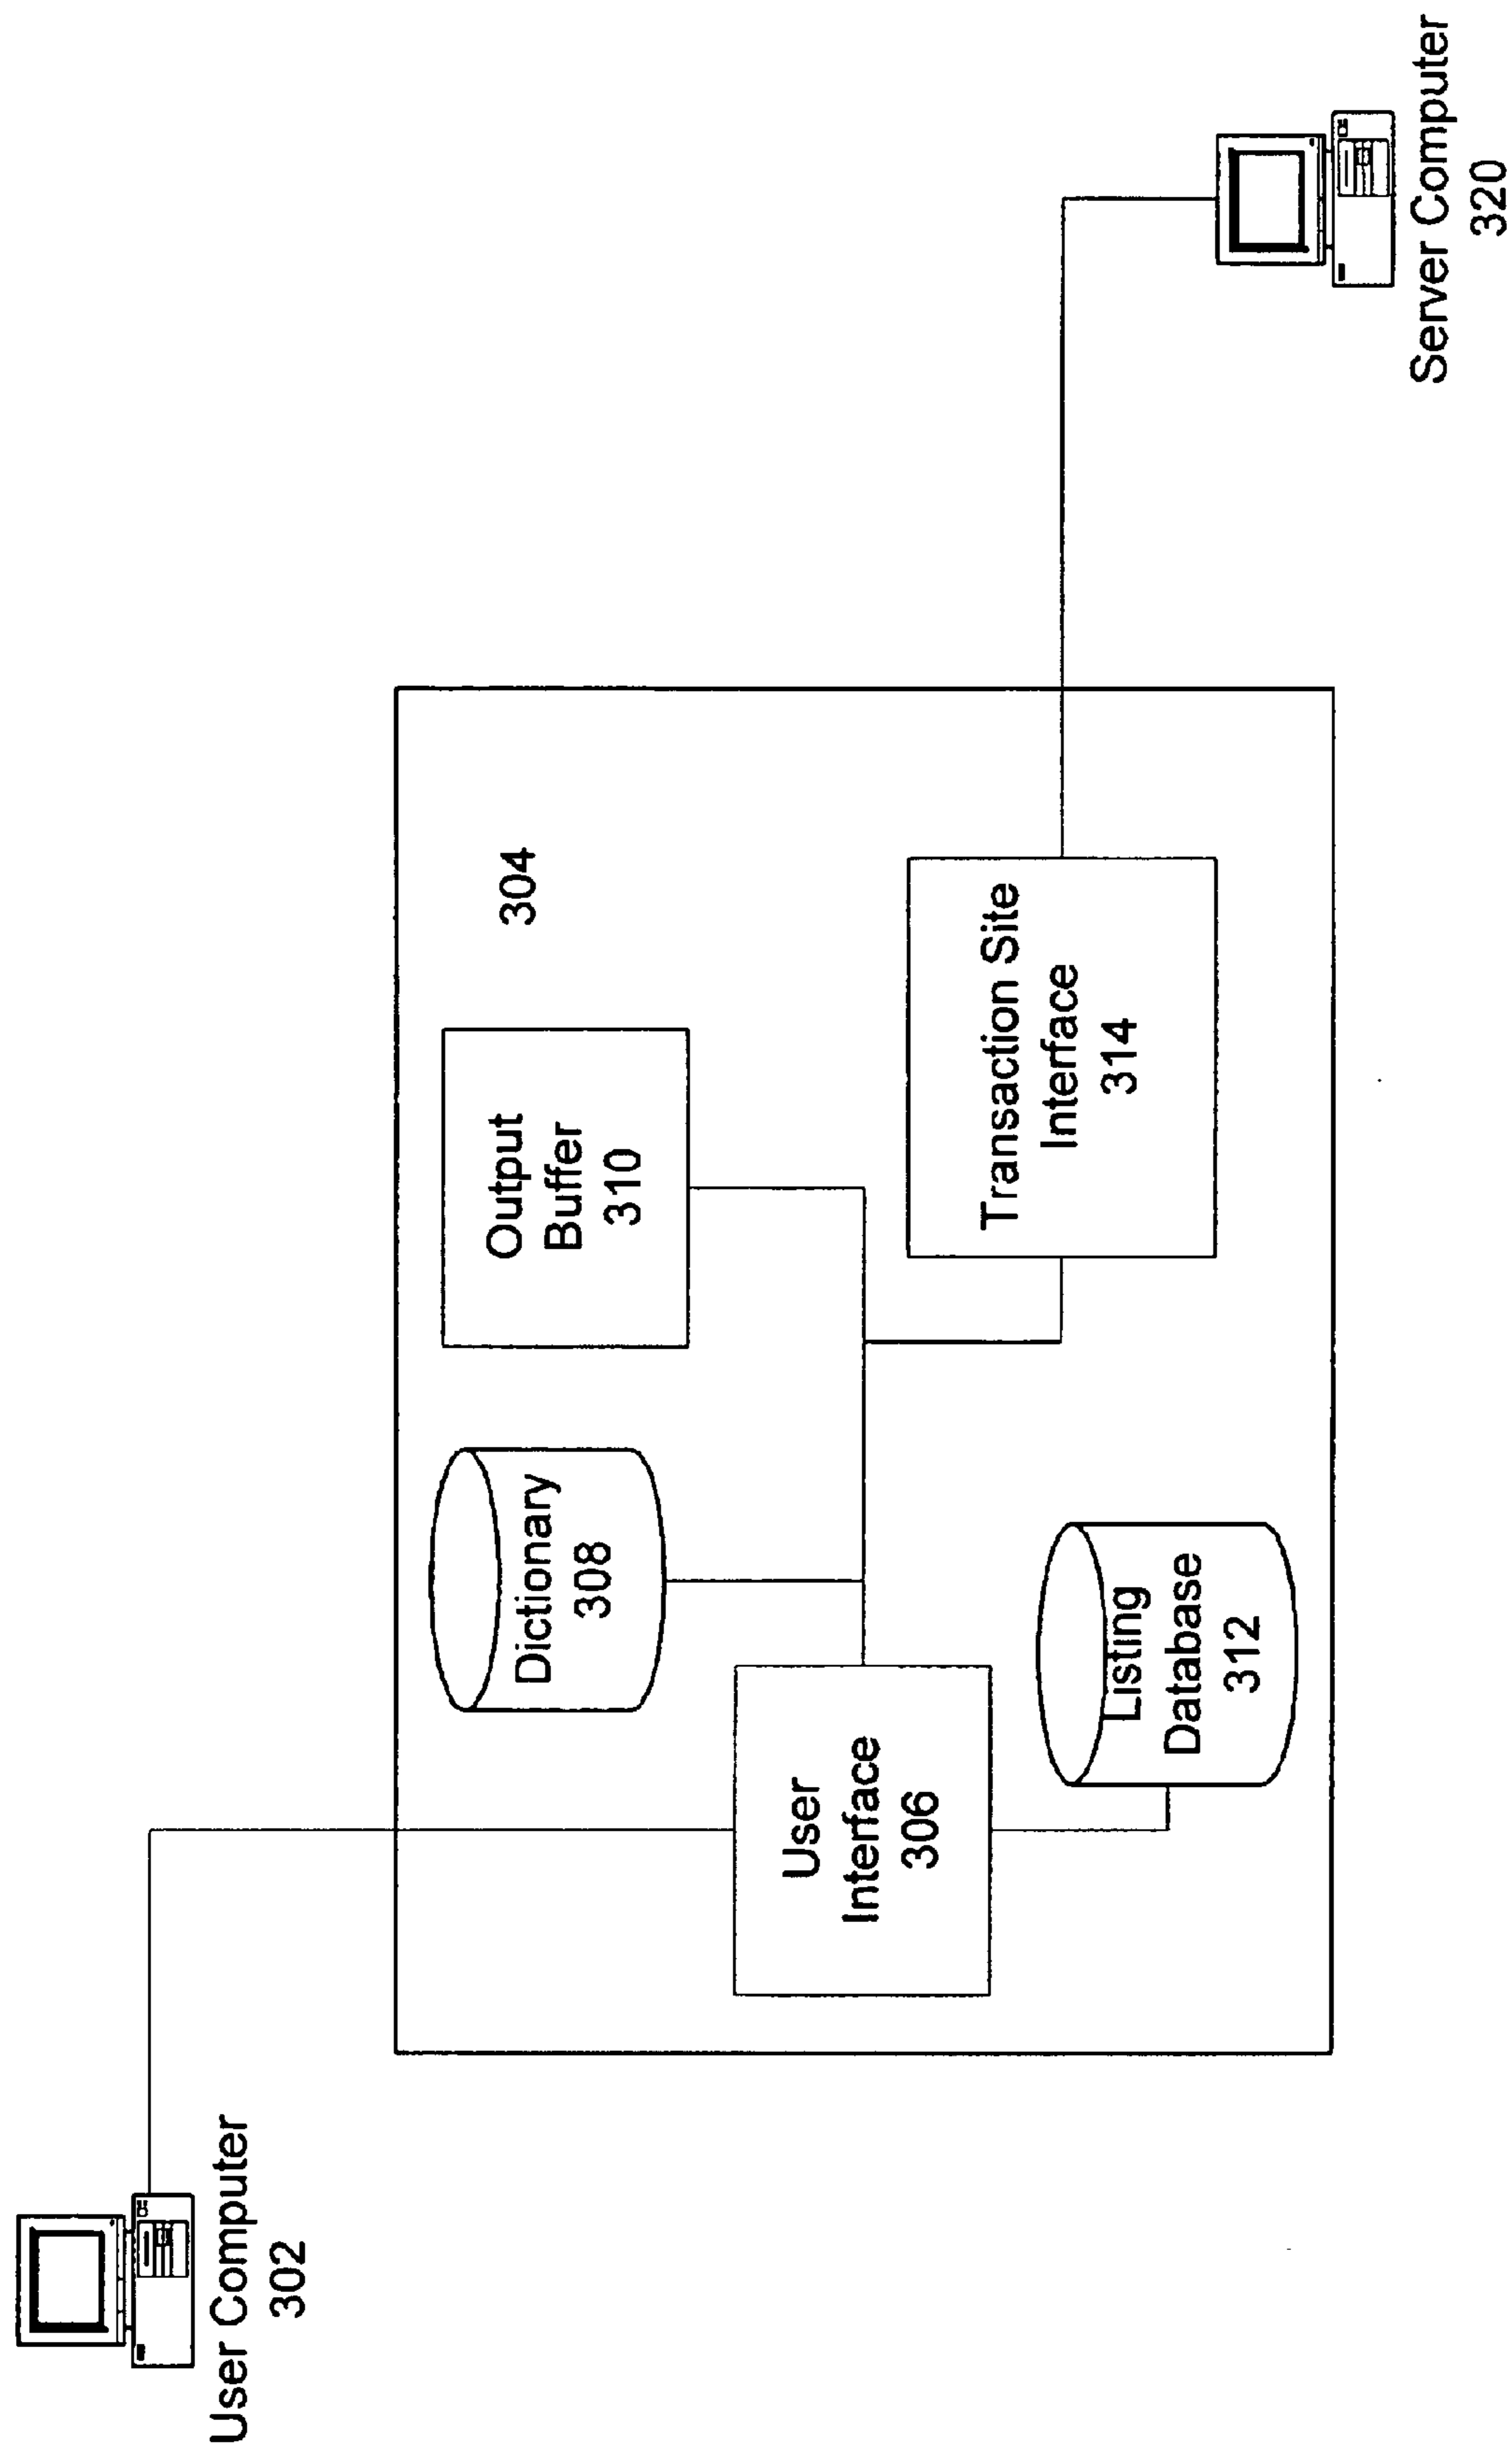 User Computer
302
304
Dictionary
308
Output
Buffer
310
User
Interface
306
Listing
Database
312
Transaction Site
Interface
314
Server Computer
320